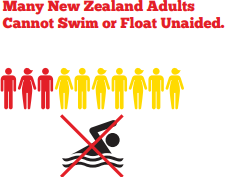 Many New Zealand Adults
Cannot Swim or Float Unaided.